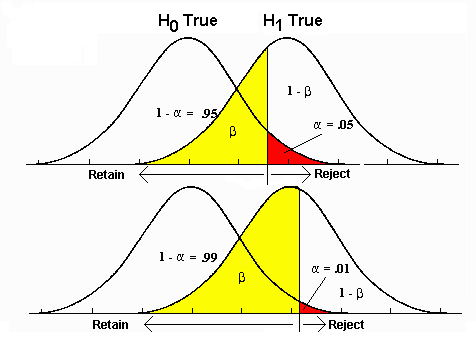 H0 True H1 True
1 - β
1 - α = .95
α = .05
β
Retain Reject
1 - α = .99
α = .01
β
1 - β
Retain Reject